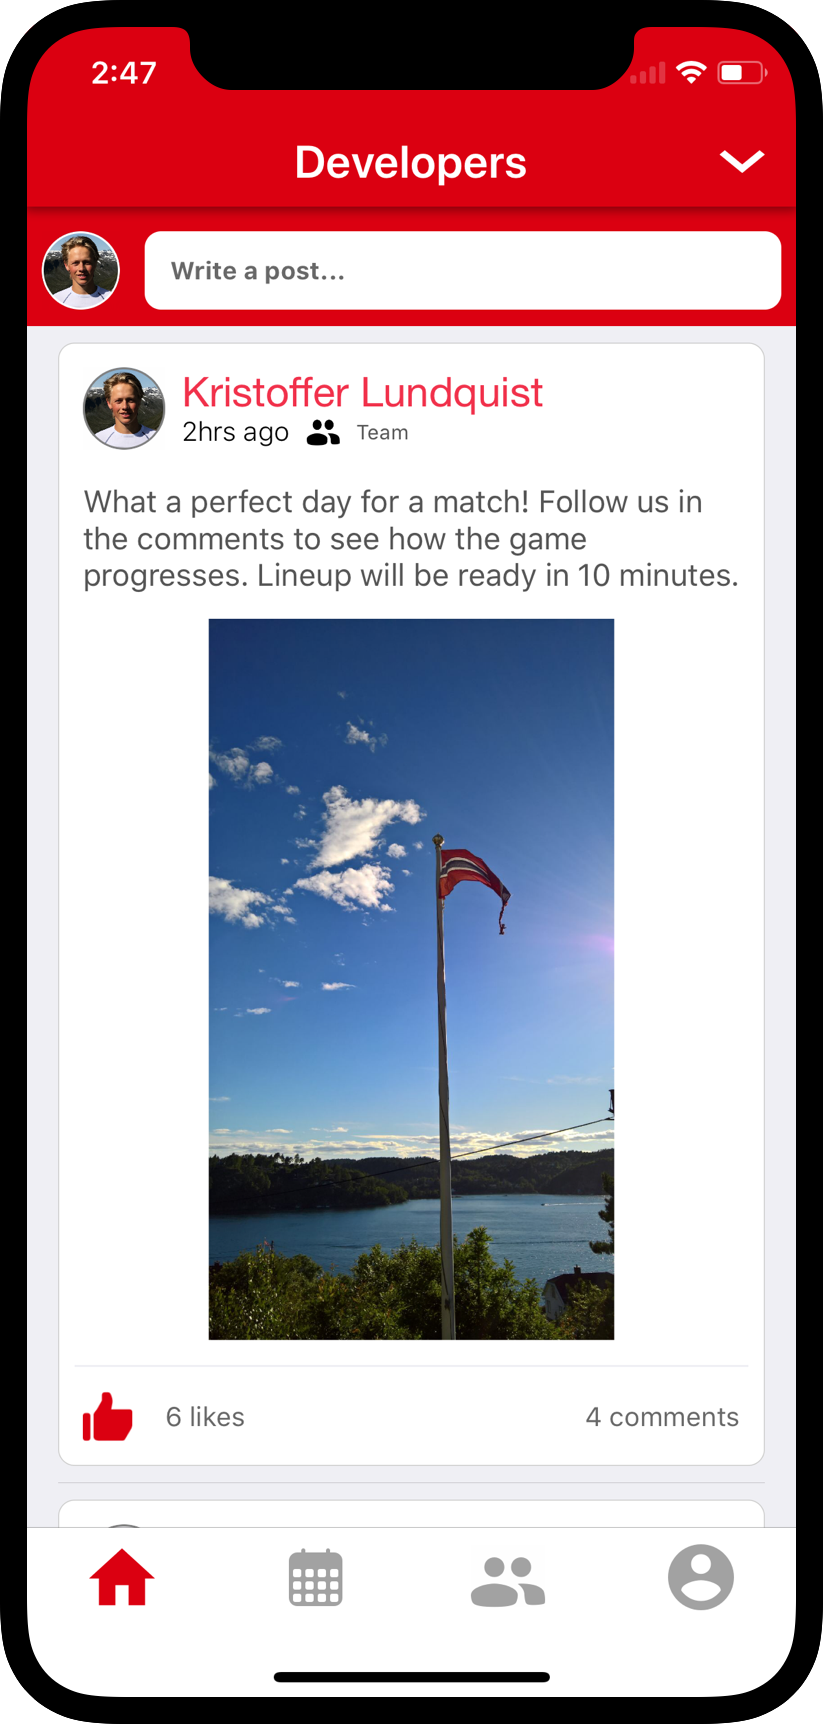 2:47
Developers
Write a post...
Kristoffer Lundquist
2hrs ago Team
What a perfect day for a match! Follow us in
the comments to see how the game
progresses. Lineup will be ready in 10 minutes.
6 likes 4 comments